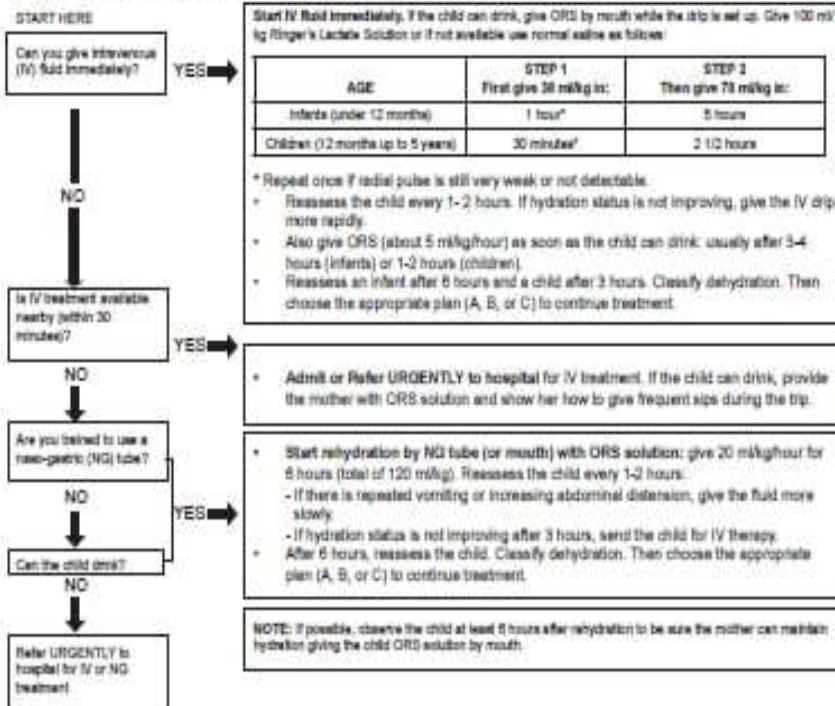 START HERE
Can you give intravenous
(IV) fluid immediately?
YES
NO
Start IV fluid immediately. If the child can drink, give ORS by mouth while the drip is set up. Give 100 ml/
kg Ringer's Lactate Solution or if not available use normal saline as follows:
AGE
STEP 1
First give 30 ml/kg in:
STEP 2
Then give 70 ml/kg in:
Infants (under 12 months)
1 hour*
5 hours
Children (12 months up to 5 years)
30 minutes*
2 1/2 hours
* Repeat once if radial pulse is still very weak or not detectable.
• Reassess the child every 1- 2 hours. If hydration status is not improving, give the IV drip
more rapidly.
• Also give ORS (about 5 ml/kg/hour) as soon as the child can drink: usually after 3-4
hours (infants) or 1-2 hours (children).
• Reassess an infant after 6 hours and a child after 3 hours. Classify dehydration. Then
choose the appropriate plan (A, B, or C) to continue treatment.
Is IV treatment available
nearby (within 30
minutes)?
YES
NO
• Admit or Refer URGENTLY to hospital for IV treatment. If the child can drink, provide
the mother with ORS solution and show her how to give frequent sips during the trip.
Are you trained to use a
naso-gastric (NG) tube?
NO
YES
• Start rehydration by NG tube (or mouth) with ORS solution: give 20 ml/kg/hour for
6 hours (total of 120 ml/kg). Reassess the child every 1-2 hours:
- If there is repeated vomiting or increasing abdominal distension, give the fluid more
slowly.
- If hydration status is not improving after 3 hours, send the child for IV therapy.
• After 6 hours, reassess the child. Classify dehydration. Then choose the appropriate
plan (A, B, or C) to continue treatment.
Can the child drink?
NO
Refer URGENTLY to
hospital for IV or NG
treatment
NOTE: If possible, observe the child at least 6 hours after rehydration to be sure the mother can maintain
hydration giving the child ORS solution by mouth.